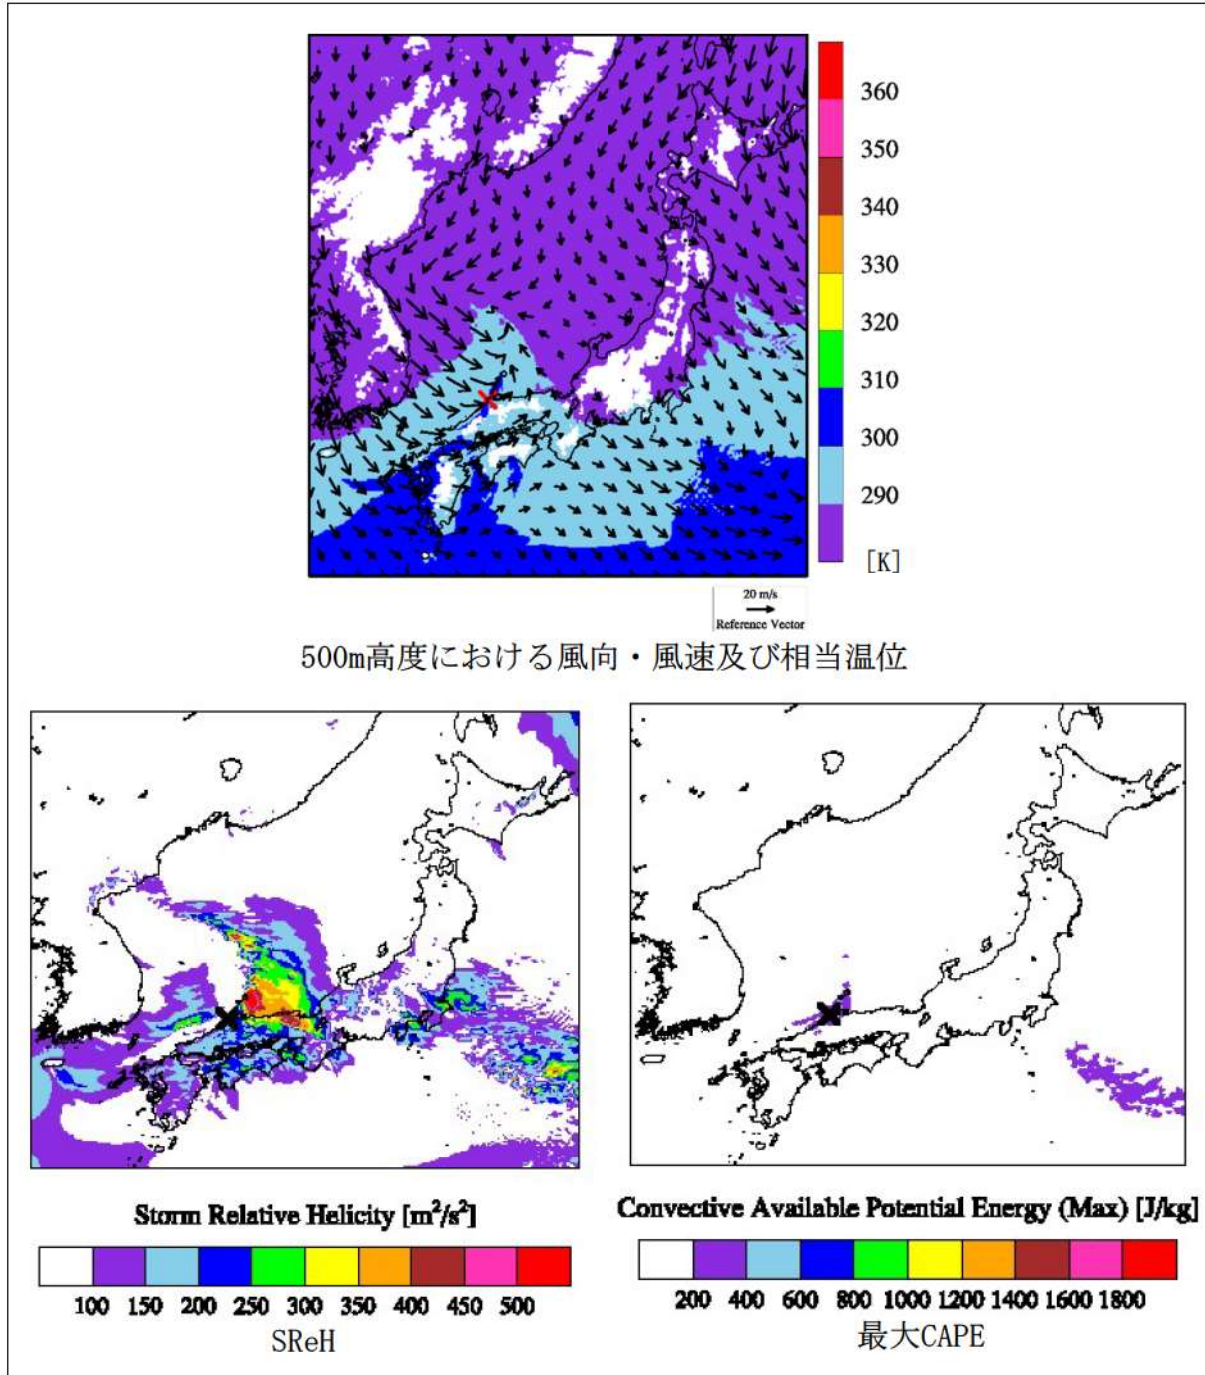 360
350
340
330
320
310
300
290
[K]
20 m/s
Reference Vector
500m高度における風向・風速及び相当温位
Storm Relative Helicity [m²/s²]
100 150 200 250 300 350 400 450 500
SReH
Convective Available Potential Energy (Max) [J/kg]
200 400 600 800 1000 1200 1400 1600 1800
最大CAPE